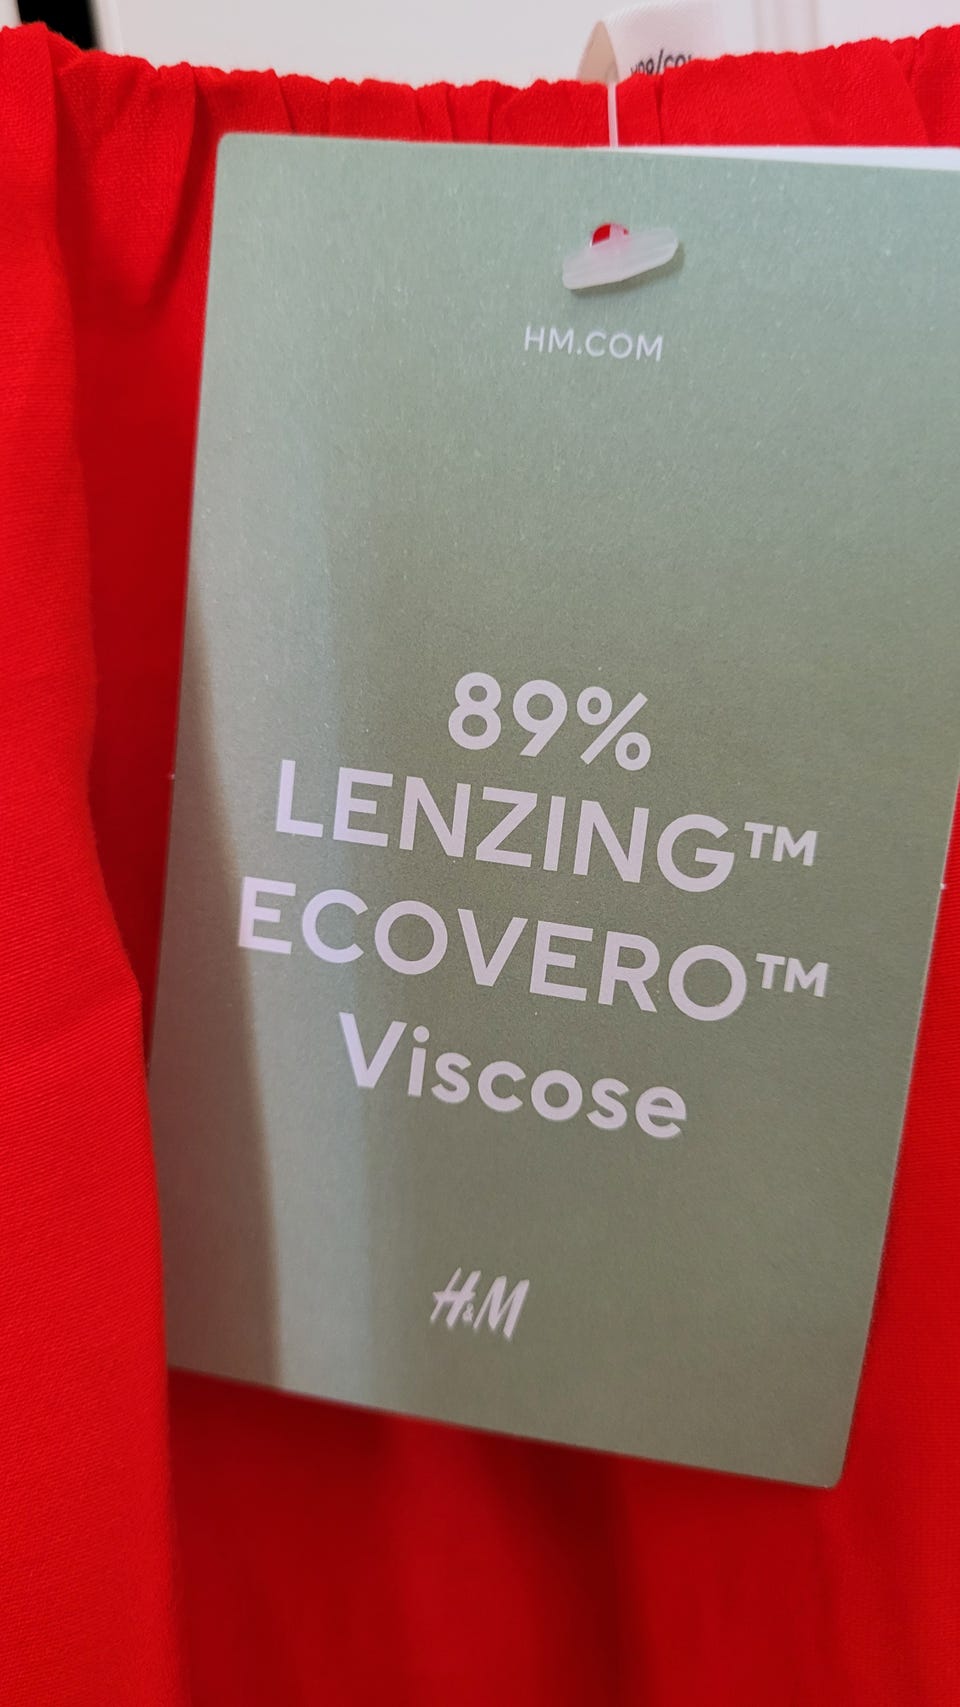 HM.COM
89%
LENZING™
ECOVERO™
Viscose
H&M